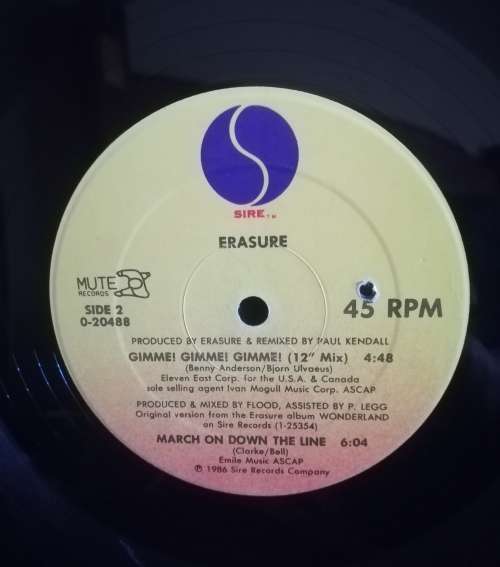 SIRE TM
ERASURE
MUTE
RECORDS
SIDE 2
0-20488
45 RPM
PRODUCED BY ERASURE & REMIXED BY PAUL KENDALL
GIMME! GIMME! GIMME! (12" Mix) 4:48
(Benny Anderson/Bjorn Ulvaeus)
Eleven East Corp. for the U.S.A. & Canada
sole selling agent Ivan Mogull Music Corp. ASCAP
PRODUCED & MIXED BY FLOOD, ASSISTED BY P. LEGG
Original version from the Erasure album WONDERLAND
on Sire Records (1-25354)
MARCH ON DOWN THE LINE 6:04
(Clarke/Bell)
Emile Music ASCAP
℗ 1986 Sire Records Company